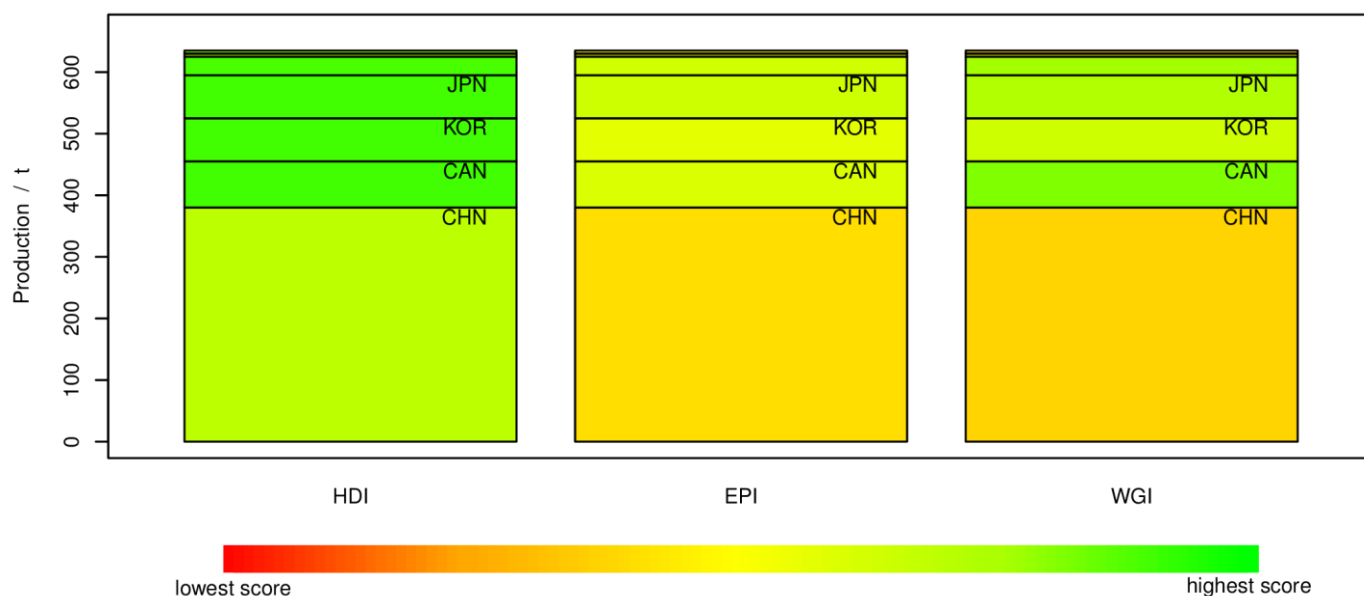 Production / t
600
500
400
300
200
100
0
JPN JPN JPN
KOR KOR KOR
CAN CAN CAN
CHN CHN CHN
HDI EPI WGI
lowest score highest score